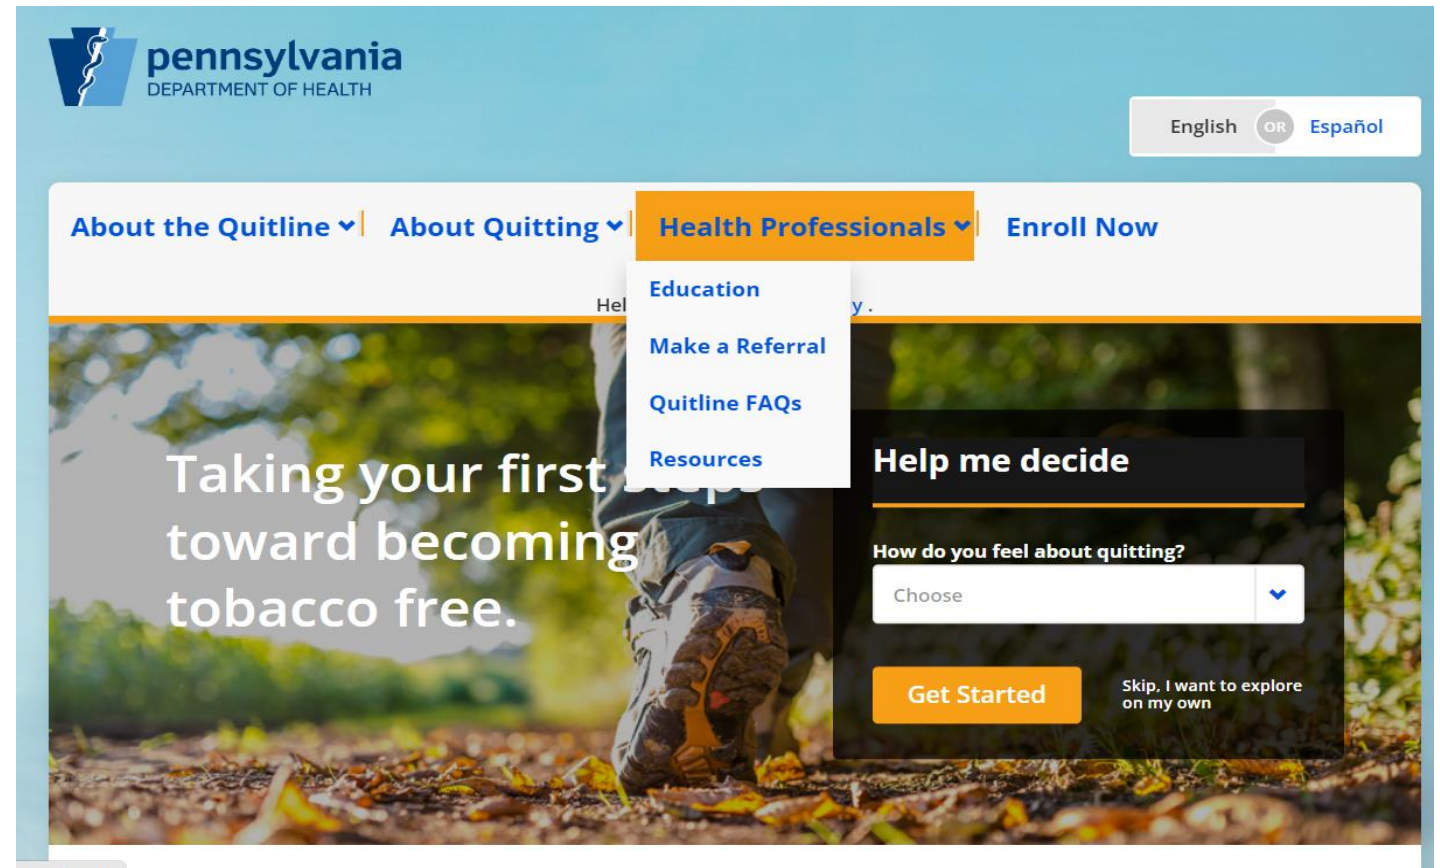 pennsylvania
DEPARTMENT OF HEALTH
English OR Español
About the Quitline About Quitting Health Professionals Enroll Now
Education
Make a Referral
Quitline FAQs
Resources
Taking your first steps
toward becoming
tobacco free.
Help me decide
How do you feel about quitting?
Choose
Get Started
Skip, I want to explore
on my own